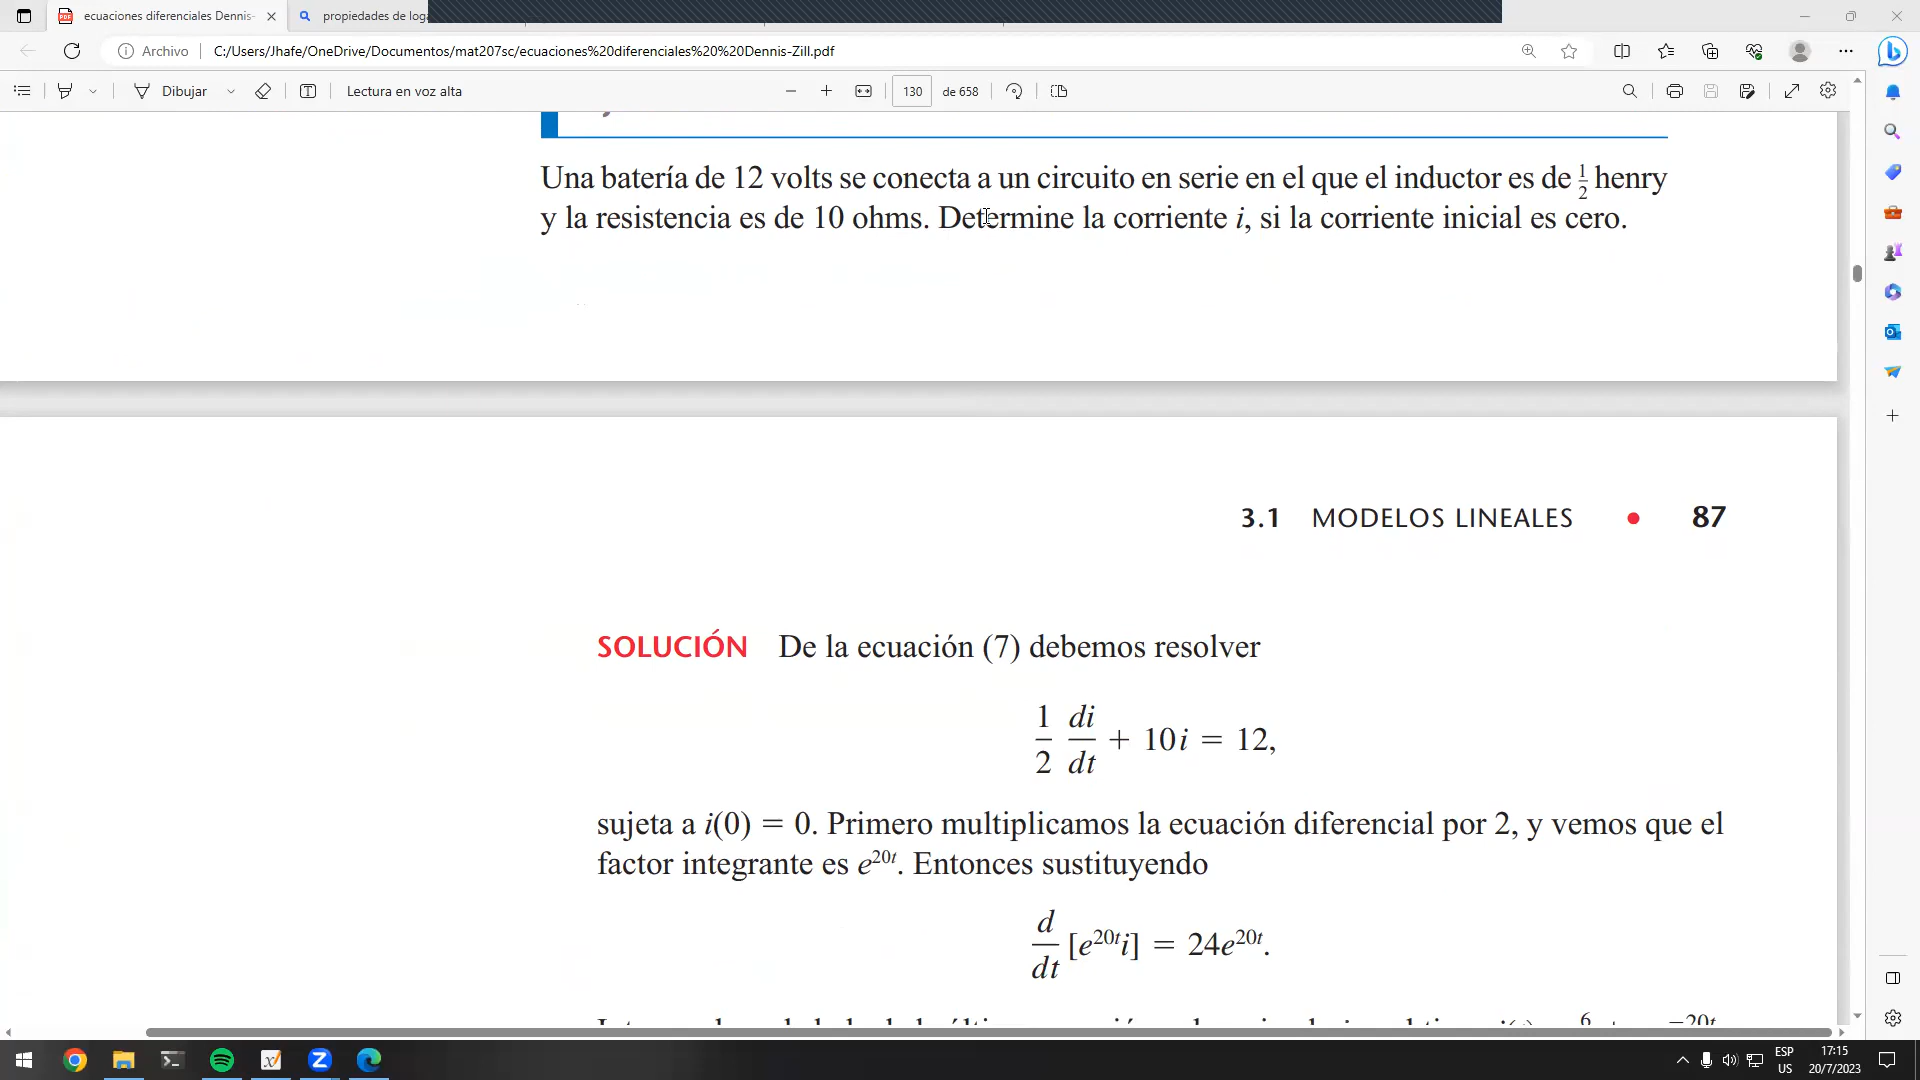 ecuaciones diferenciales Dennis-
propiedades de loga
Archivo
C:/Users/Jhafe/OneDrive/Documentos/mat207sc/ecuaciones%20diferenciales%20%20Dennis-Zill.pdf
Dibujar
Lectura en voz alta
130 de 658
Una batería de 12 volts se conecta a un circuito en serie en el que el inductor es de 1/2 henry
y la resistencia es de 10 ohms. Determine la corriente i, si la corriente inicial es cero.
3.1 MODELOS LINEALES ● 87
SOLUCIÓN De la ecuación (7) debemos resolver
1/2 di/dt + 10i = 12,
sujeta a i(0) = 0. Primero multiplicamos la ecuación diferencial por 2, y vemos que el
factor integrante es e^{20t}. Entonces sustituyendo
d/dt [e^{20t}i] = 24e^{20t}.
ESP
US
17:15
20/7/2023